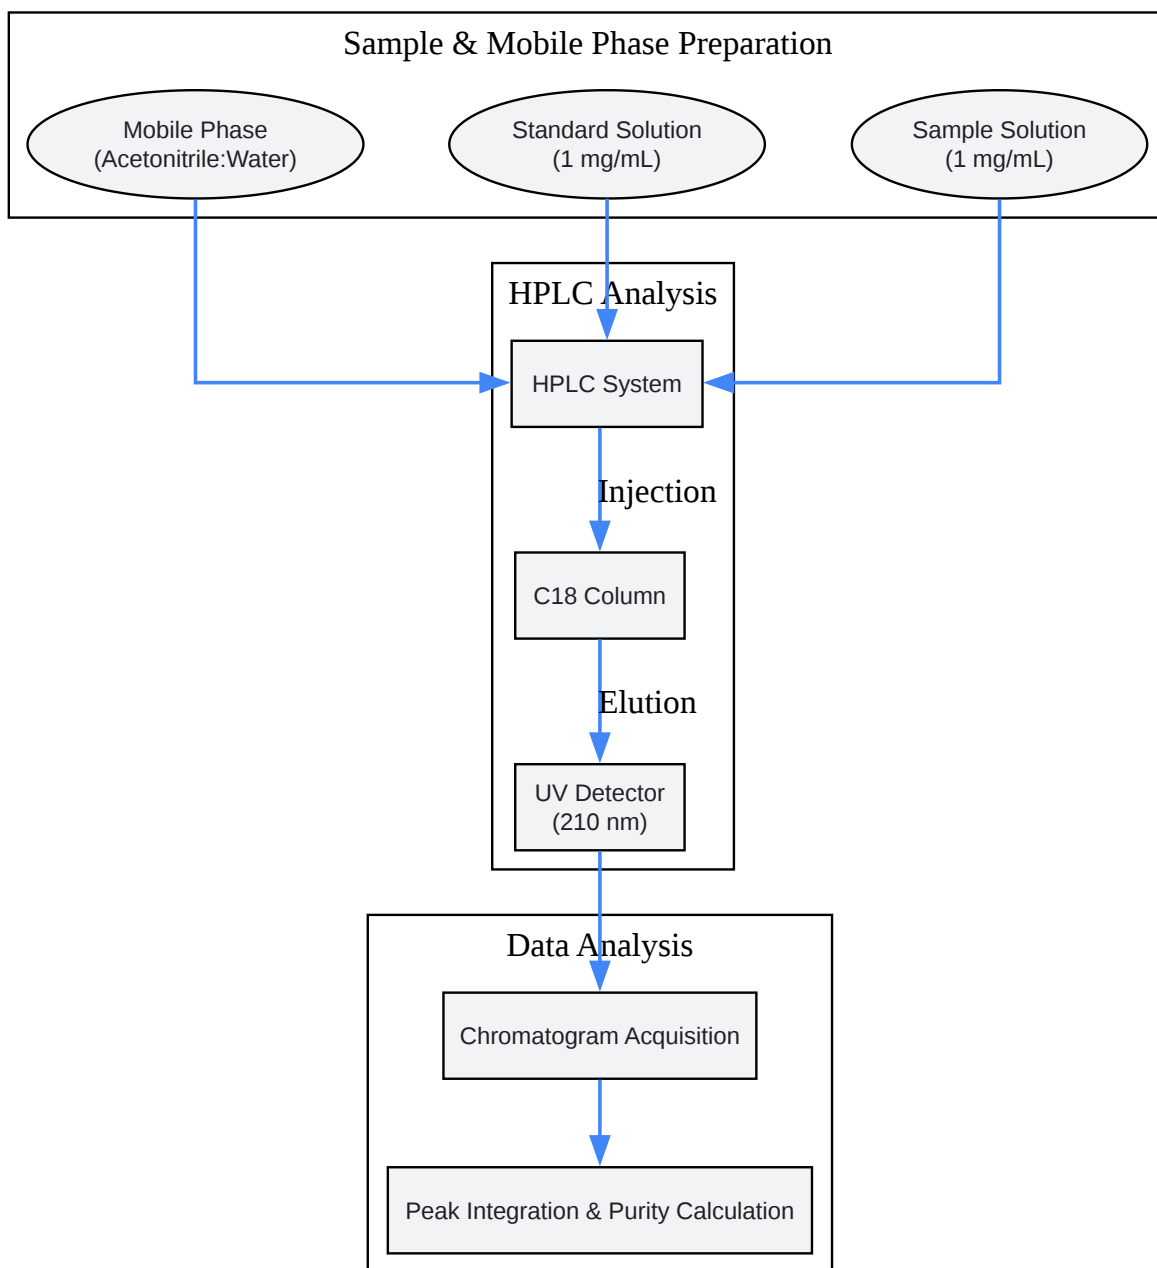 Sample & Mobile Phase Preparation
Mobile Phase
(Acetonitrile:Water)
Standard Solution
(1 mg/mL)
Sample Solution
(1 mg/mL)
HPLC Analysis
HPLC System
Injection
C18 Column
Elution
UV Detector
(210 nm)
Data Analysis
Chromatogram Acquisition
Peak Integration & Purity Calculation